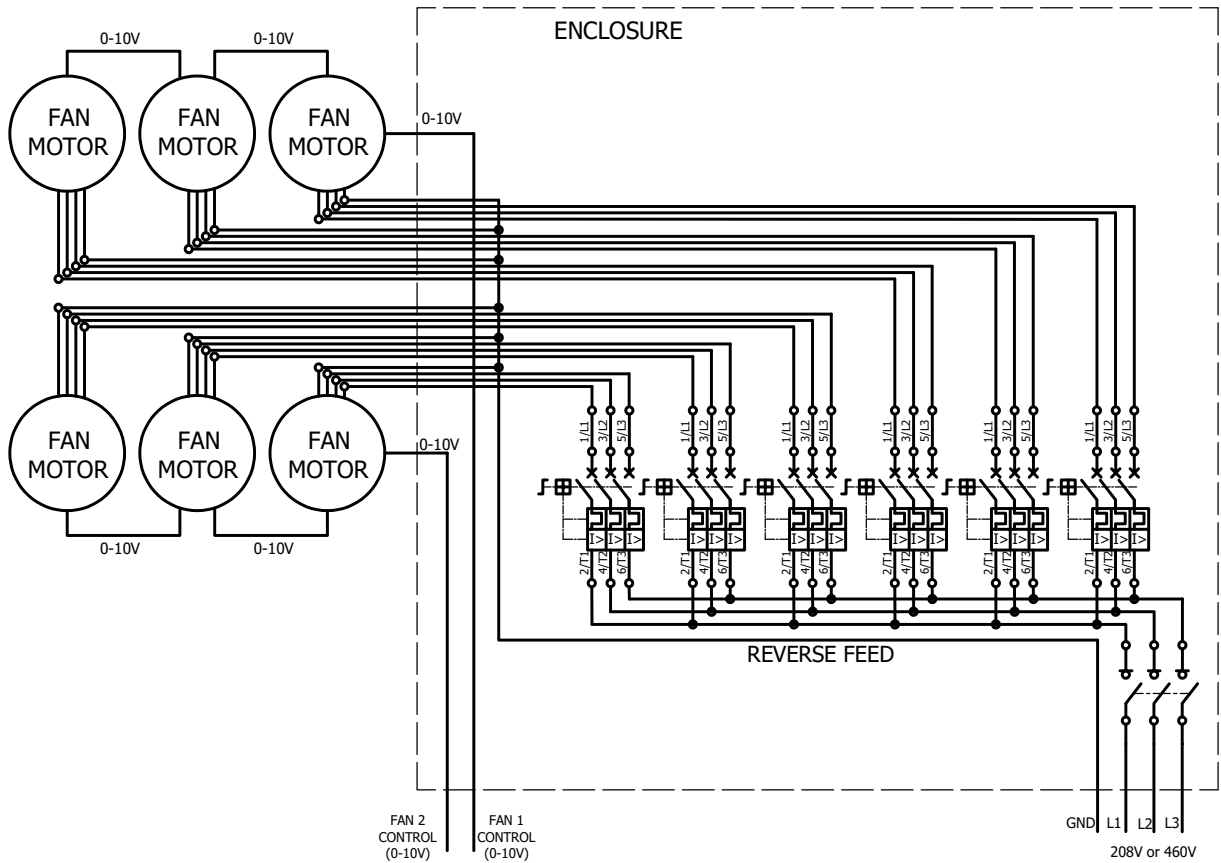 ENCLOSURE
0-10V
0-10V
FAN
MOTOR
FAN
MOTOR
FAN
MOTOR
0-10V
FAN
MOTOR
FAN
MOTOR
FAN
MOTOR
0-10V
0-10V
0-10V
1/L1
3/L2
5/L3
1/L1
3/L2
5/L3
1/L1
3/L2
5/L3
1/L1
3/L2
5/L3
1/L1
3/L2
5/L3
1/L1
3/L2
5/L3
I> I> I>
I> I> I>
I> I> I>
I> I> I>
I> I> I>
I> I> I>
2/T1
4/T2
6/T3
2/T1
4/T2
6/T3
2/T1
4/T2
6/T3
2/T1
4/T2
6/T3
2/T1
4/T2
6/T3
2/T1
4/T2
6/T3
REVERSE FEED
FAN 2
CONTROL
(0-10V)
FAN 1
CONTROL
(0-10V)
GND L1 L2 L3
208V or 460V